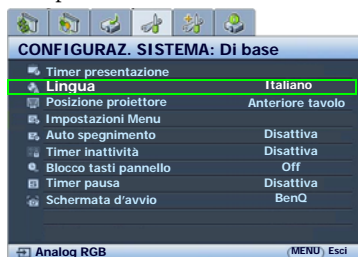 CONFIGURAZ. SISTEMA: Di base
Timer presentazione
Lingua Italiano
Posizione proiettore Anteriore tavolo
Impostazioni Menu
Auto spegnimento Disattiva
Timer inattività Disattiva
Blocco tasti pannello Off
Timer pausa Disattiva
Schermata d'avvio BenQ
Analog RGB MENU Esci